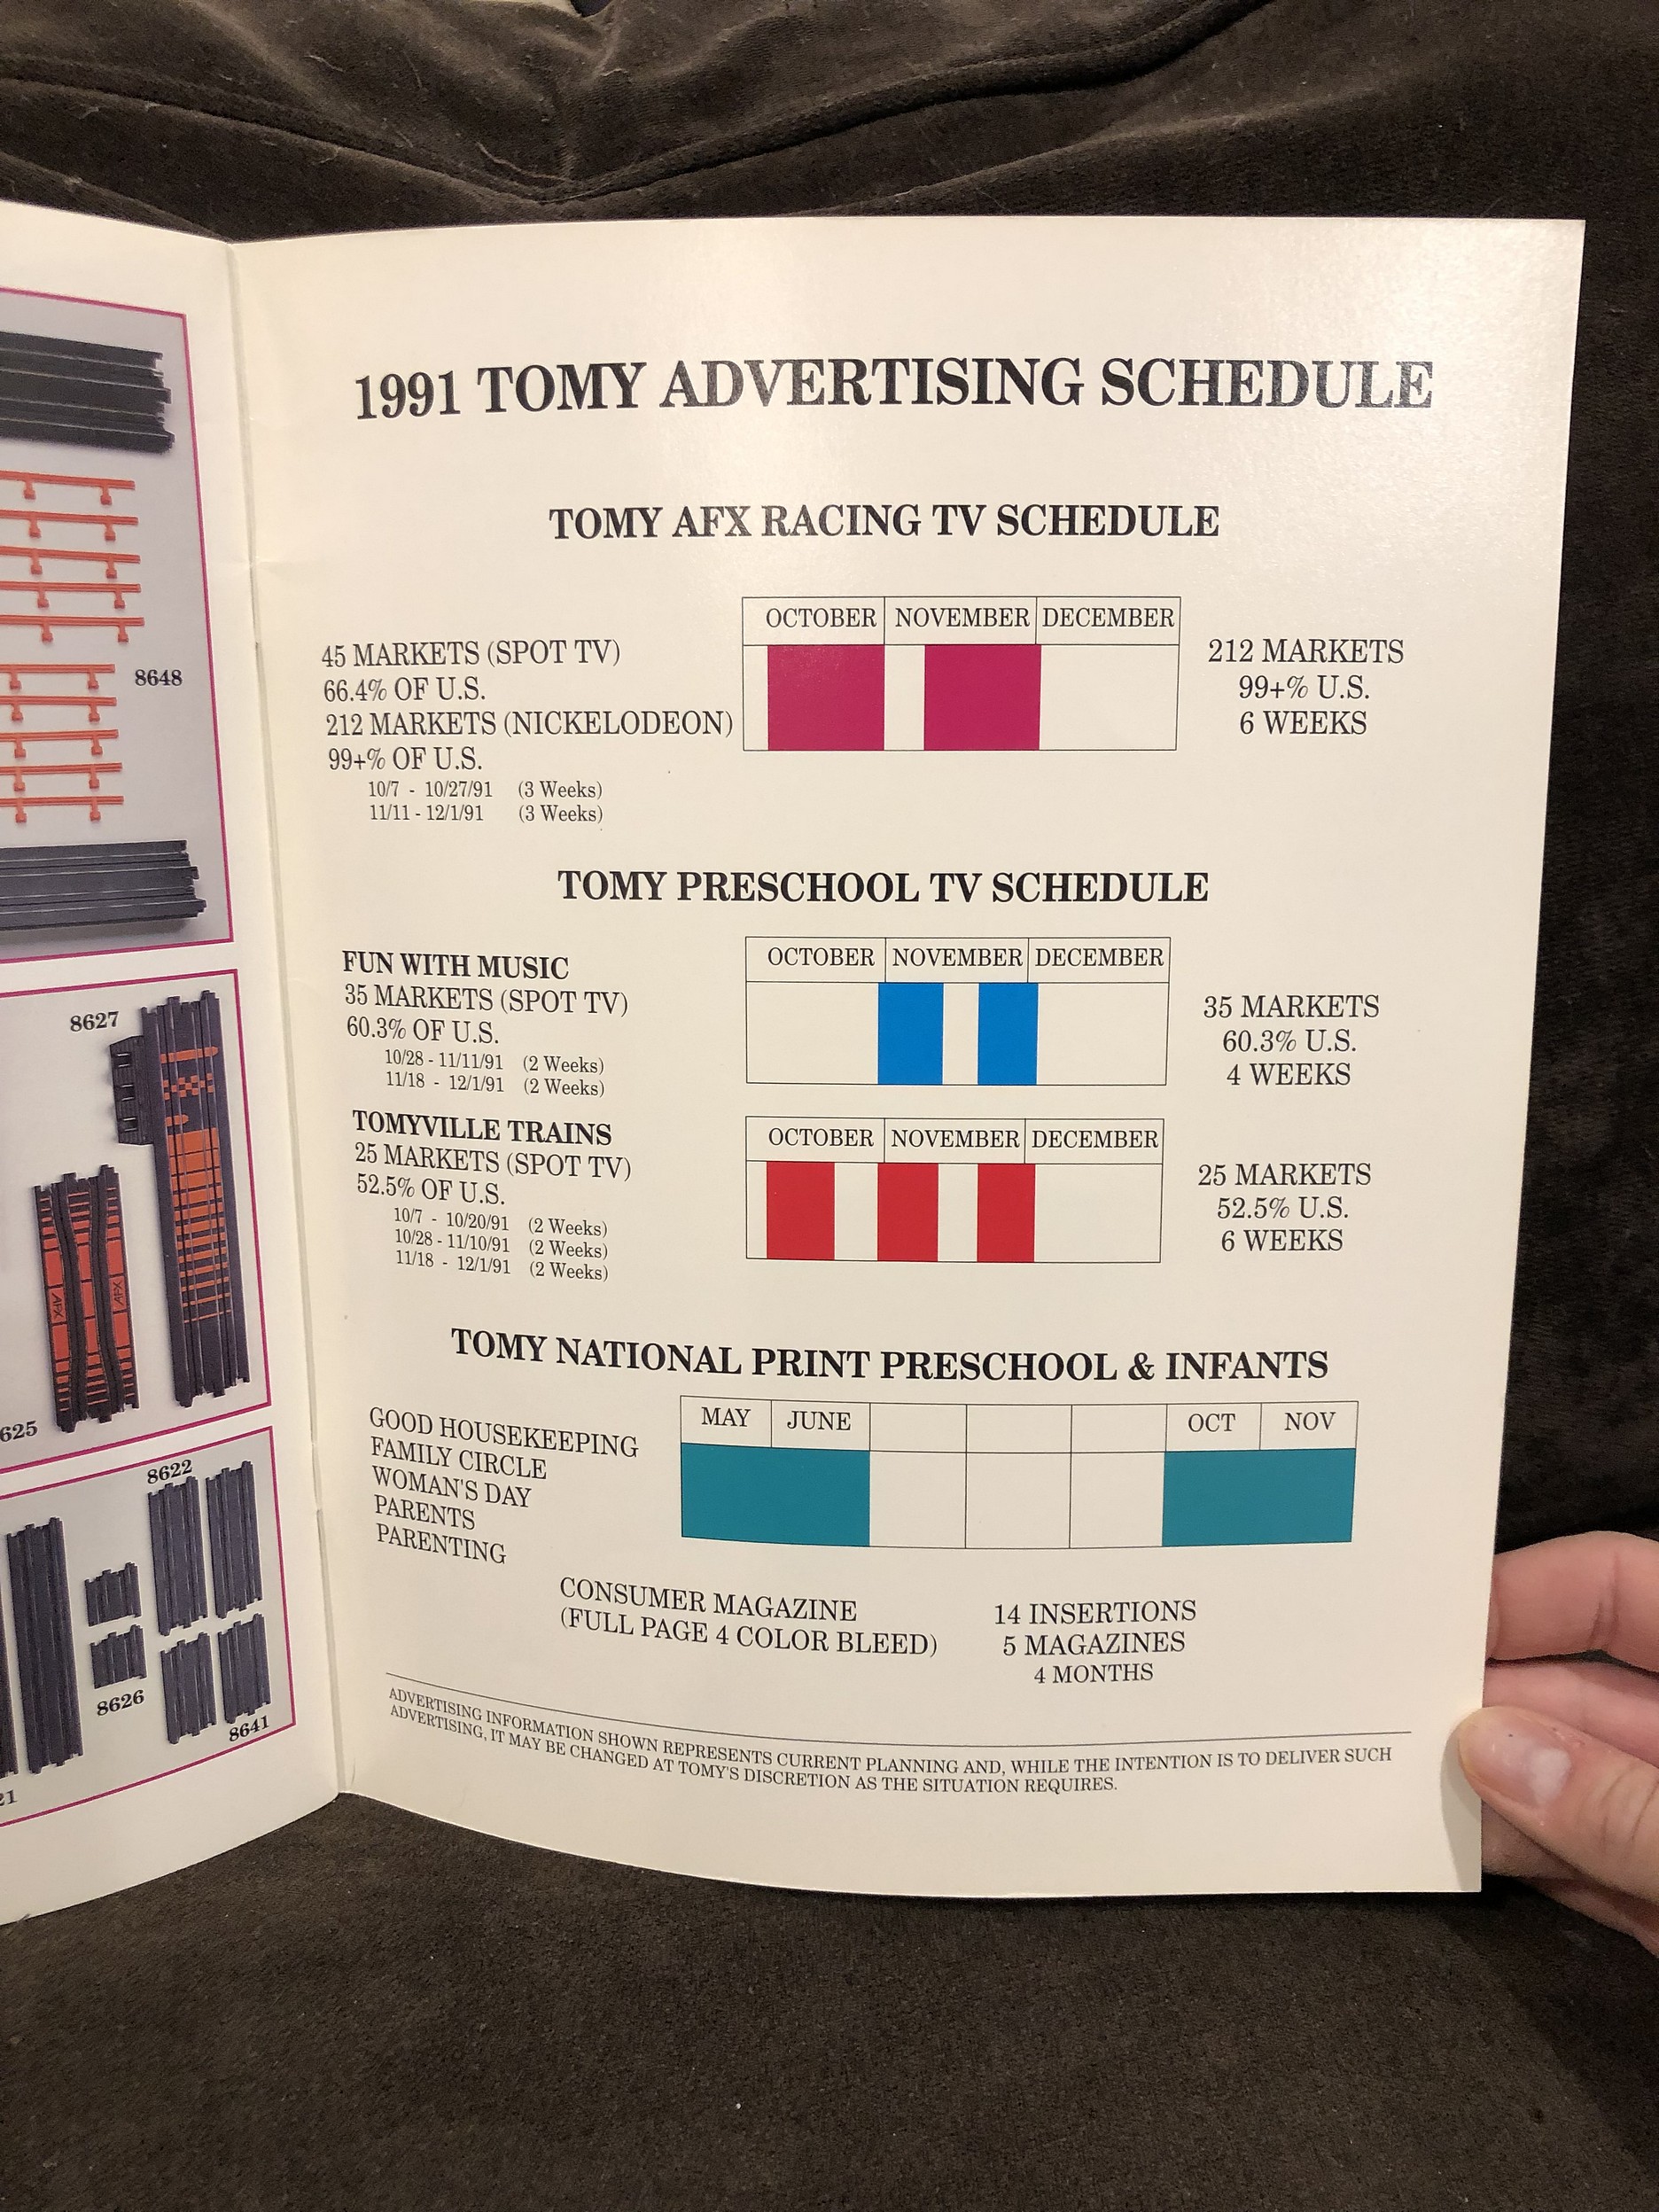 8648
8627
625
8622
8626
8641
21
1991 TOMY ADVERTISING SCHEDULE
TOMY AFX RACING TV SCHEDULE
45 MARKETS (SPOT TV)
66.4% OF U.S.
212 MARKETS (NICKELODEON)
99+% OF U.S.
10/7 - 10/27/91 (3 Weeks)
11/11 - 12/1/91 (3 Weeks)
OCTOBER NOVEMBER DECEMBER
212 MARKETS
99+% U.S.
6 WEEKS
TOMY PRESCHOOL TV SCHEDULE
FUN WITH MUSIC
35 MARKETS (SPOT TV)
60.3% OF U.S.
10/28 - 11/11/91 (2 Weeks)
11/18 - 12/1/91 (2 Weeks)
OCTOBER NOVEMBER DECEMBER
35 MARKETS
60.3% U.S.
4 WEEKS
TOMYVILLE TRAINS
25 MARKETS (SPOT TV)
52.5% OF U.S.
10/7 - 10/20/91 (2 Weeks)
10/28 - 11/10/91 (2 Weeks)
11/18 - 12/1/91 (2 Weeks)
OCTOBER NOVEMBER DECEMBER
25 MARKETS
52.5% U.S.
6 WEEKS
TOMY NATIONAL PRINT PRESCHOOL & INFANTS
GOOD HOUSEKEEPING
FAMILY CIRCLE
WOMAN'S DAY
PARENTS
PARENTING
MAY JUNE OCT NOV
CONSUMER MAGAZINE
(FULL PAGE 4 COLOR BLEED)
14 INSERTIONS
5 MAGAZINES
4 MONTHS
ADVERTISING INFORMATION SHOWN REPRESENTS CURRENT PLANNING AND, WHILE THE INTENTION IS TO DELIVER SUCH
ADVERTISING, IT MAY BE CHANGED AT TOMY'S DISCRETION AS THE SITUATION REQUIRES.
AFX
AFX